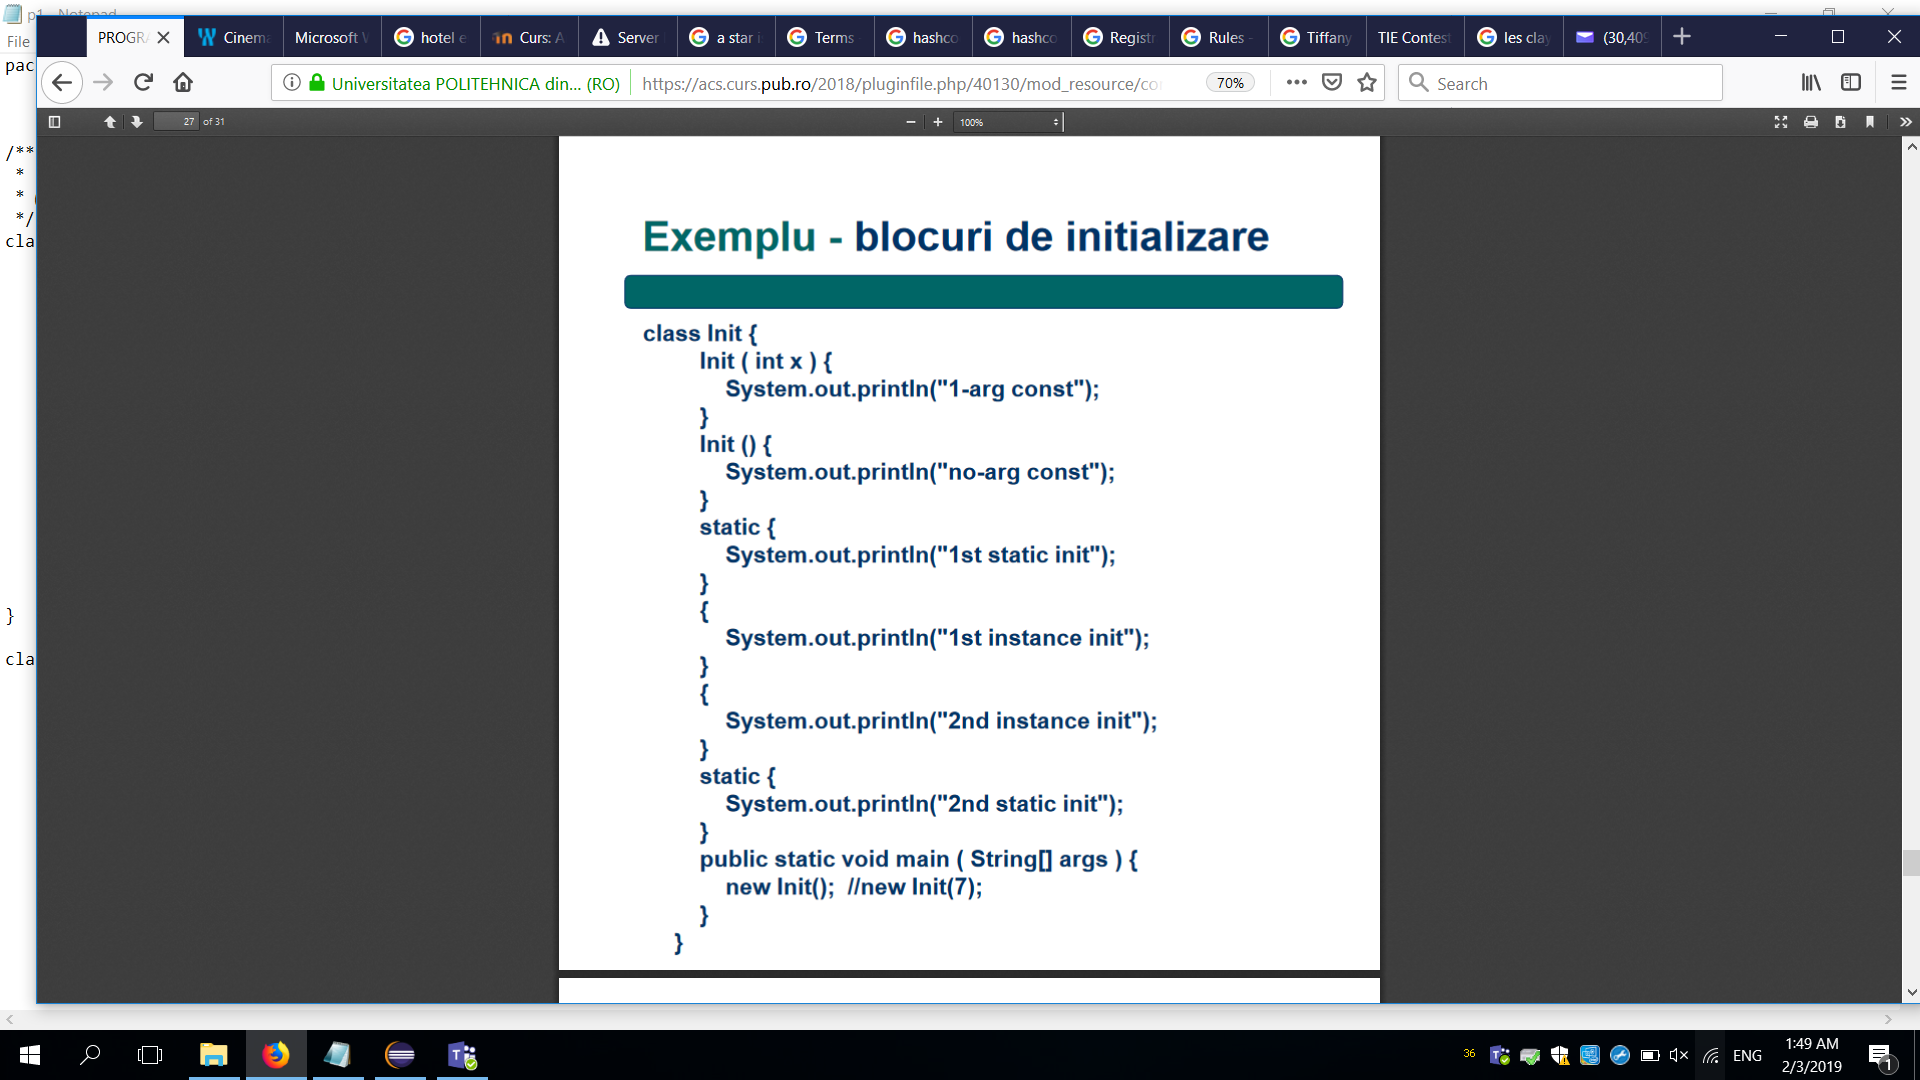 p1 - Notepad
File
PROGRA
Cinema
Microsoft W
hotel e
Curs: A
Server
a star i
Terms -
hashco
hashco
Registr
Rules -
Tiffany
TIE Contest
les clay
(30,409
Universitatea POLITEHNICA din... (RO)
https://acs.curs.pub.ro/2018/pluginfile.php/40130/mod_resource/co
70%
Search
27 of 31
100%
pac
/**
*
*
*/
cla
}
cla
Exemplu - blocuri de initializare
class Init {
Init ( int x ) {
System.out.println("1-arg const");
}
Init () {
System.out.println("no-arg const");
}
static {
System.out.println("1st static init");
}
{
System.out.println("1st instance init");
}
{
System.out.println("2nd instance init");
}
static {
System.out.println("2nd static init");
}
public static void main ( String[] args ) {
new Init(); //new Init(7);
}
}
36
ENG
1:49 AM
2/3/2019
1